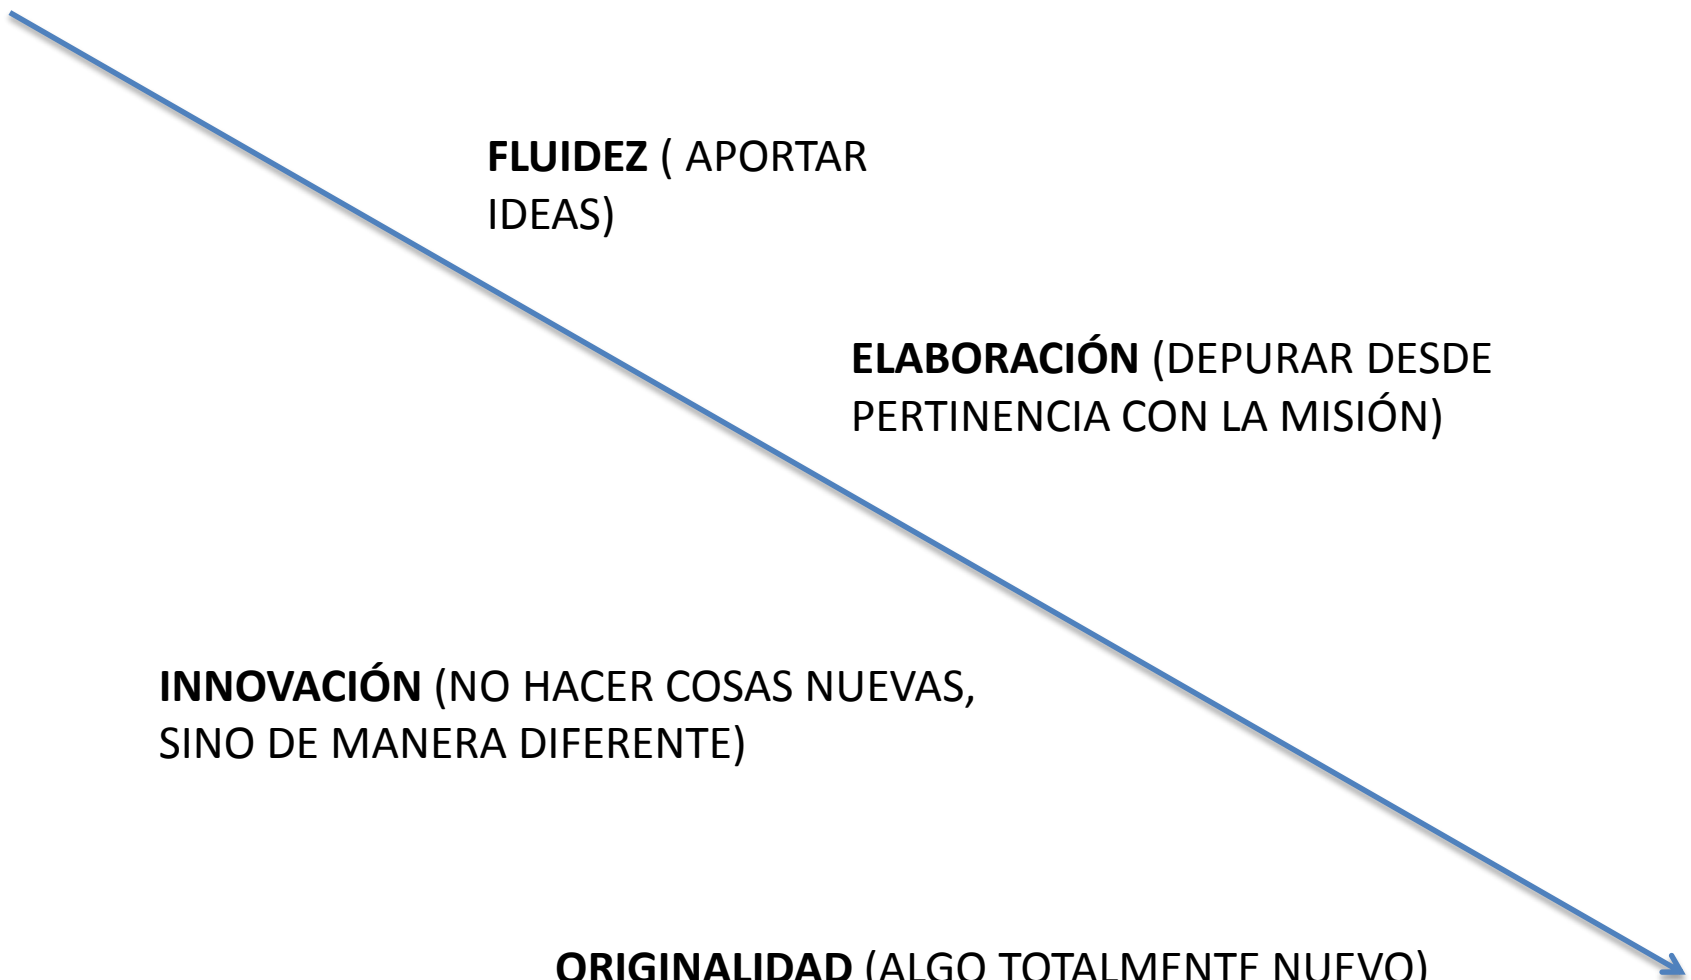 FLUIDEZ ( APORTAR
IDEAS)
ELABORACIÓN (DEPURAR DESDE
PERTINENCIA CON LA MISIÓN)
INNOVACIÓN (NO HACER COSAS NUEVAS,
SINO DE MANERA DIFERENTE)
ORIGINALIDAD (ALGO TOTALMENTE NUEVO)